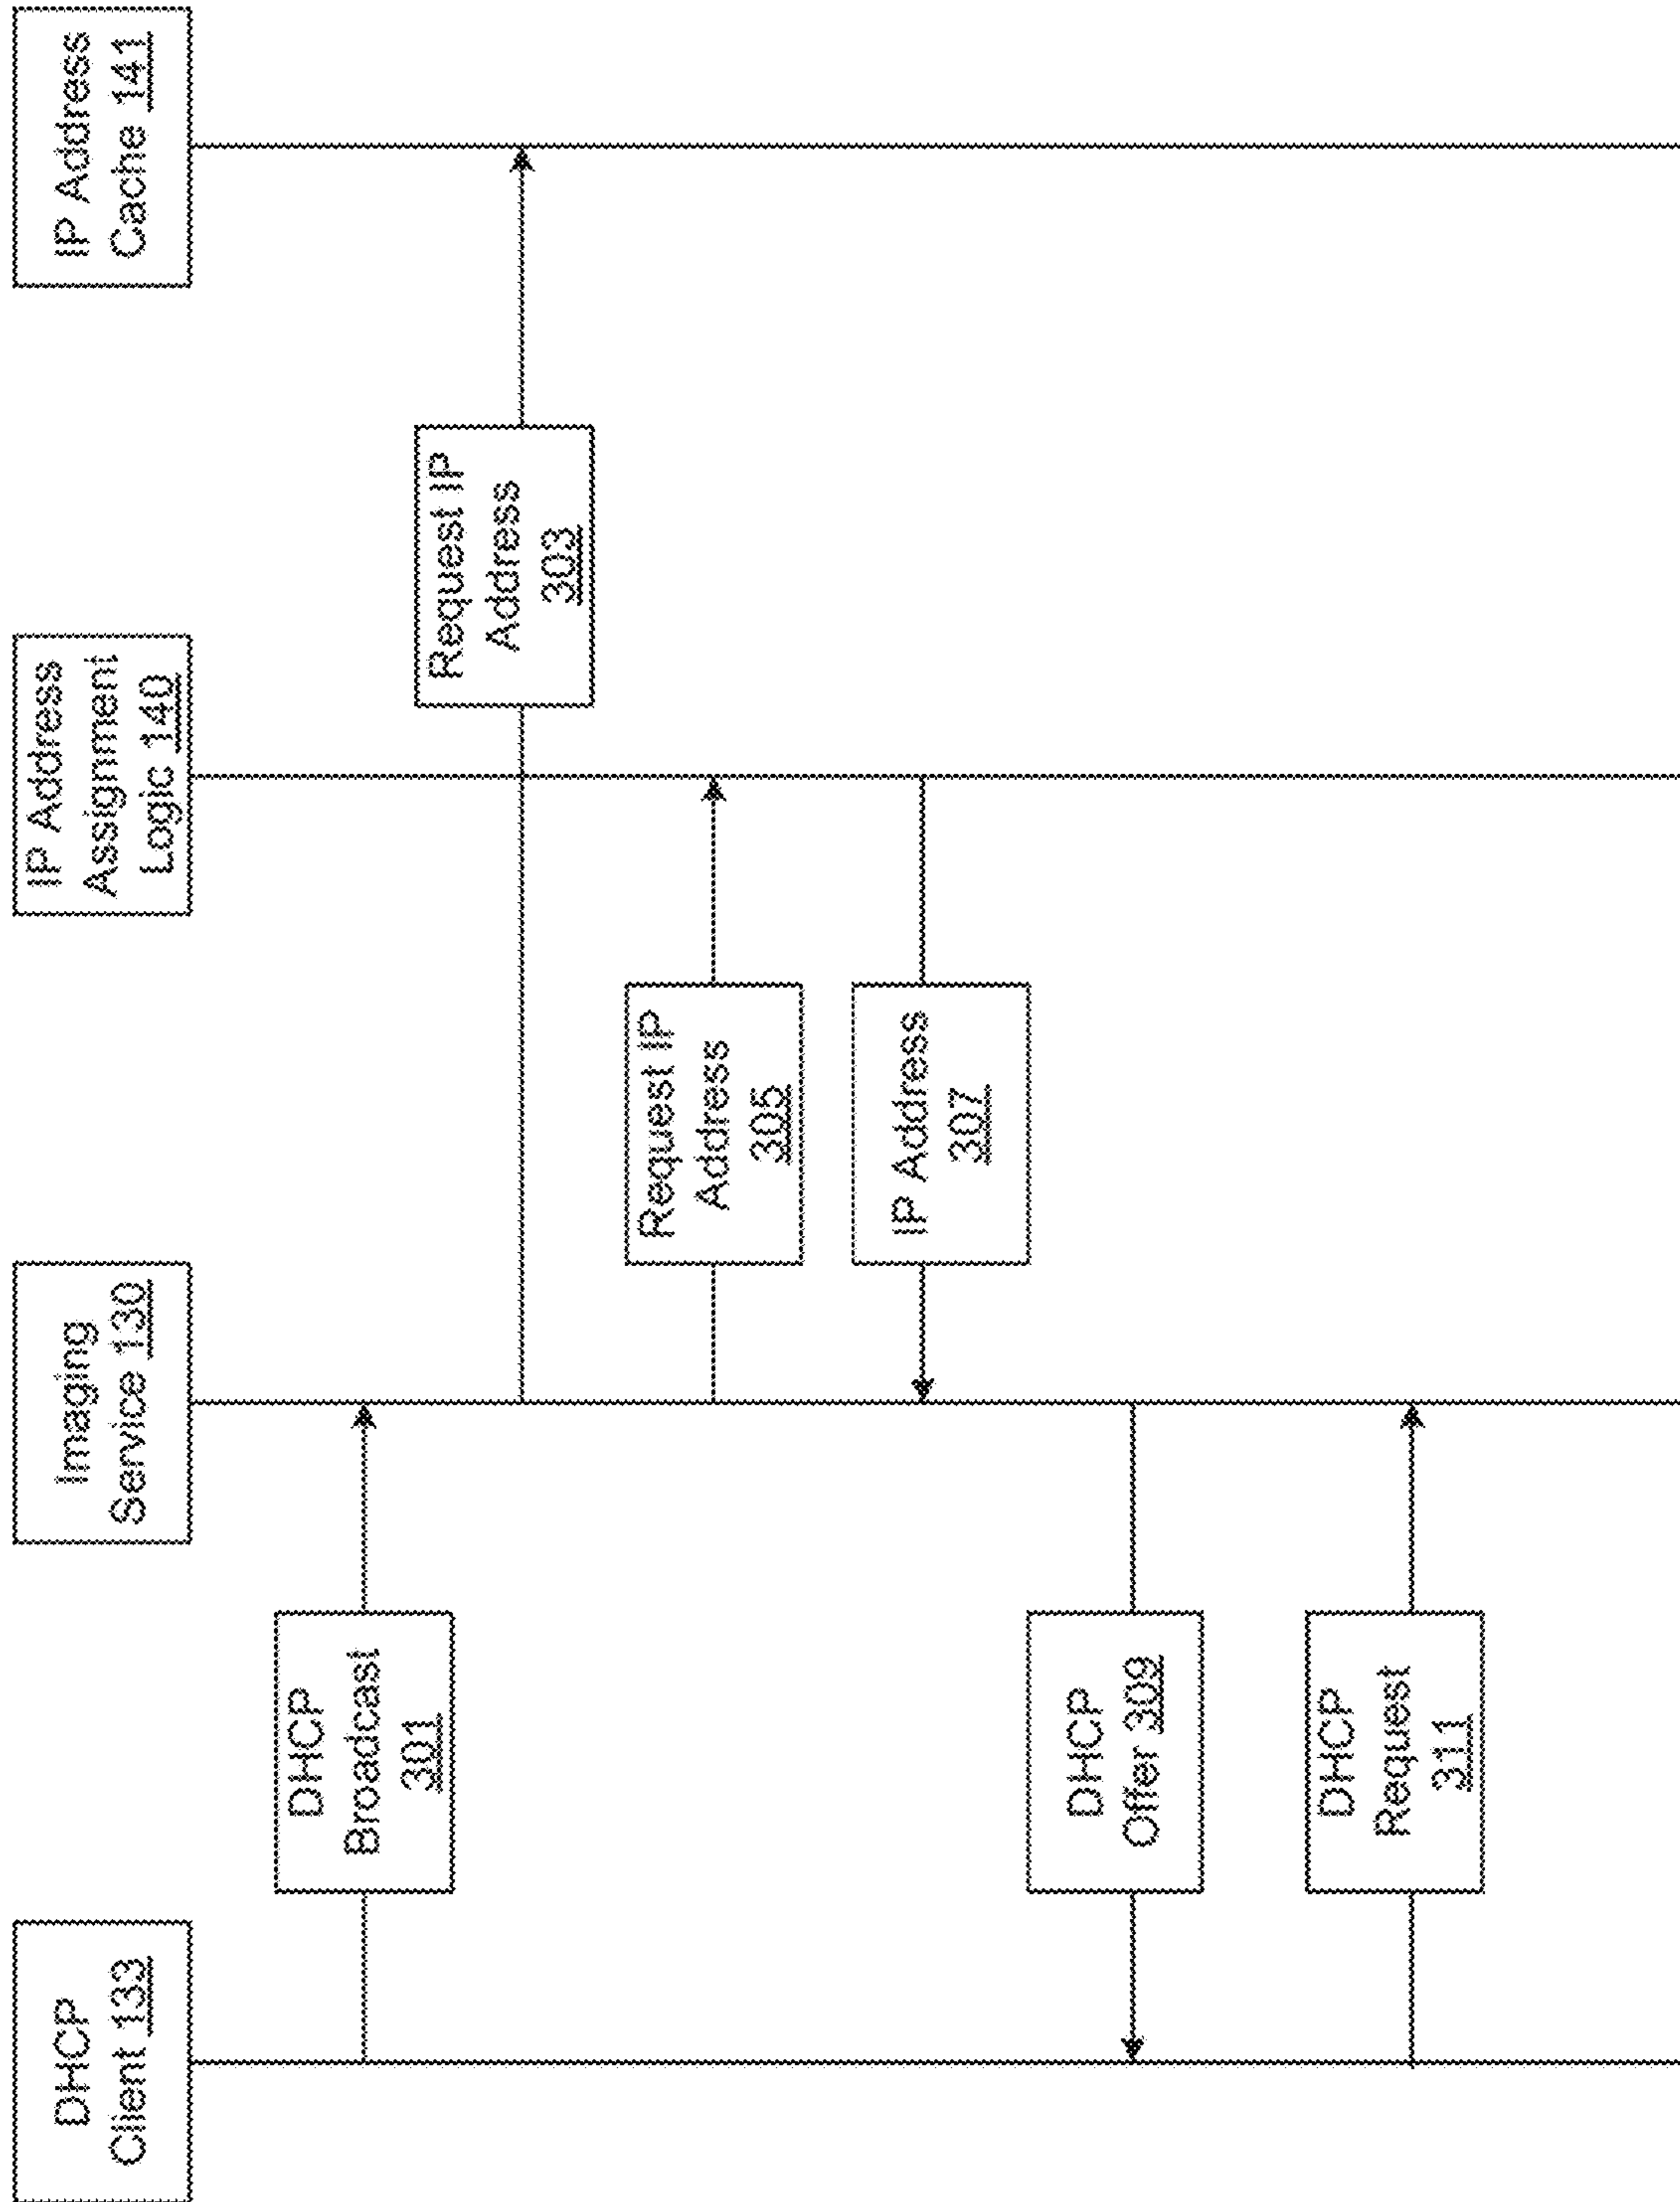 DHCP
Client 133
Imaging
Service 130
IP Address
Assignment
Logic 140
IP Address
Cache 141
DHCP
Broadcast
301
Request IP
Address
303
Request IP
Address
305
IP Address
307
DHCP
Offer 309
DHCP
Request
311